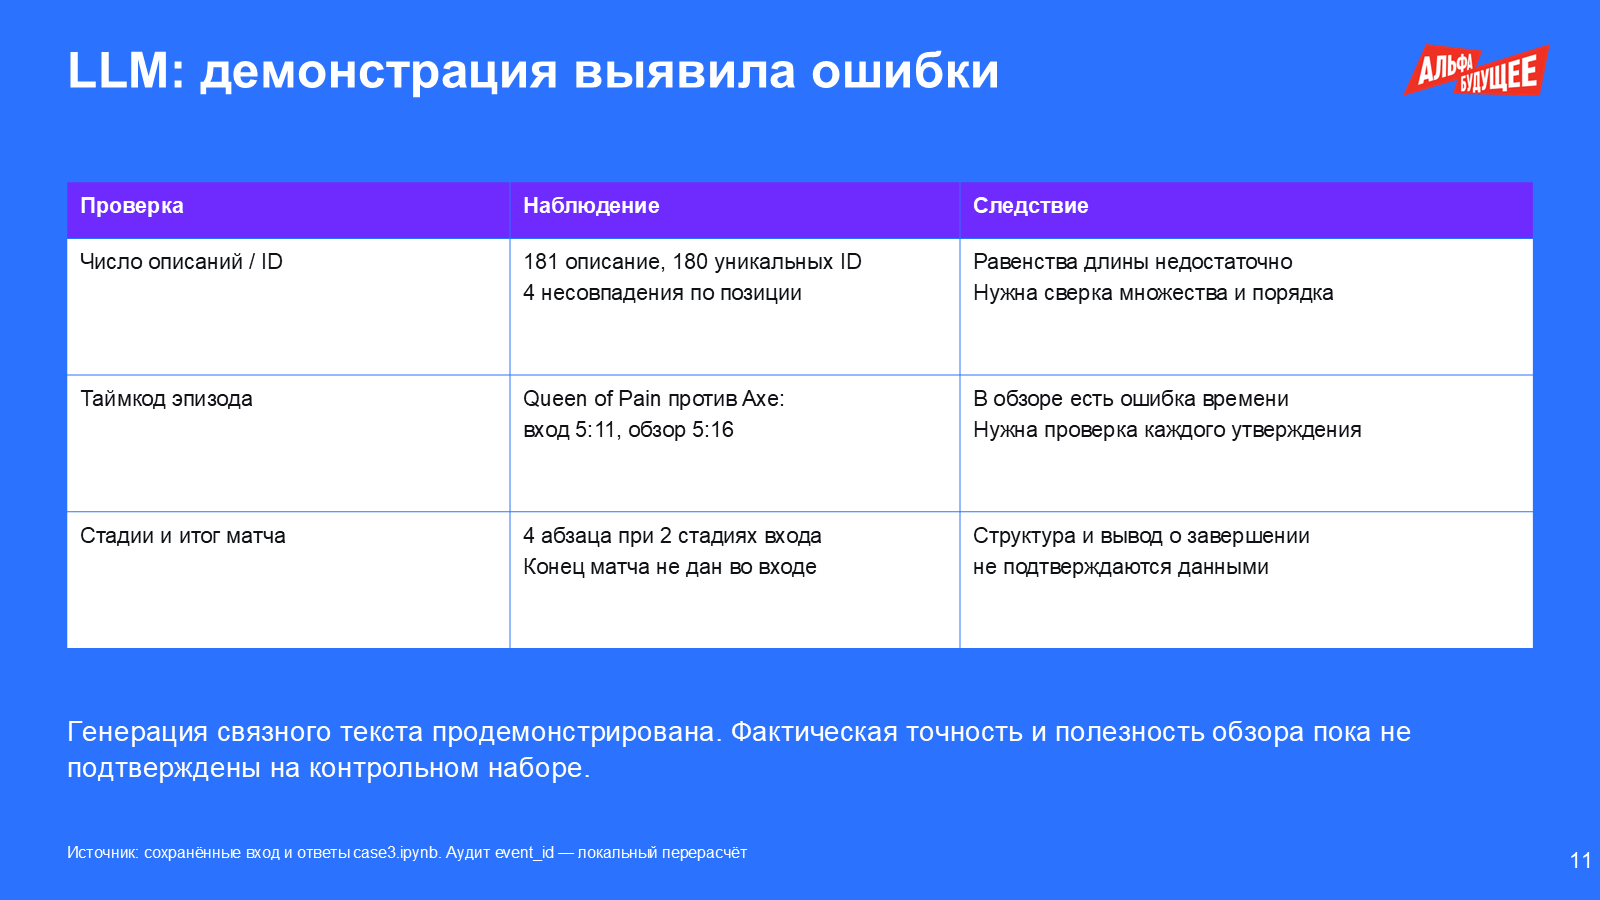 LLM: демонстрация выявила ошибки
АЛЬФА
БУДУЩЕЕ
Проверка
Наблюдение
Следствие
Число описаний / ID
181 описание, 180 уникальных ID
4 несовпадения по позиции
Равенства длины недостаточно
Нужна сверка множества и порядка
Таймкод эпизода
Queen of Pain против Axe:
вход 5:11, обзор 5:16
В обзоре есть ошибка времени
Нужна проверка каждого утверждения
Стадии и итог матча
4 абзаца при 2 стадиях входа
Конец матча не дан во входе
Структура и вывод о завершении
не подтверждаются данными
Генерация связного текста продемонстрирована. Фактическая точность и полезность обзора пока не
подтверждены на контрольном наборе.
Источник: сохранённые вход и ответы case3.ipynb. Аудит event_id — локальный перерасчёт
11